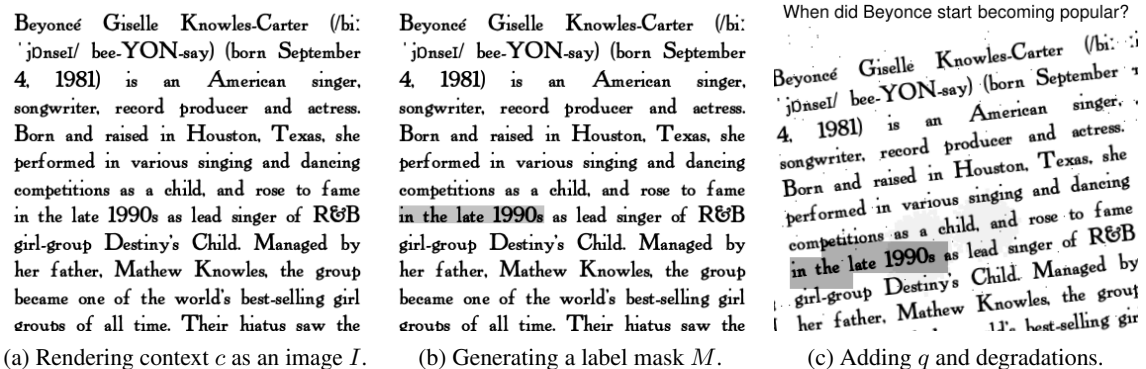 Beyoncé Giselle Knowles-Carter (/biː
ˈjɒnseɪ/ bee-YON-say) (born September
4, 1981) is an American singer,
songwriter, record producer and actress.
Born and raised in Houston, Texas, she
performed in various singing and dancing
competitions as a child, and rose to fame
in the late 1990s as lead singer of R&B
girl-group Destiny's Child. Managed by
her father, Mathew Knowles, the group
became one of the world's best-selling girl
groups of all time. Their hiatus saw the
(a) Rendering context c as an image I.
Beyoncé Giselle Knowles-Carter (/biː
ˈjɒnseɪ/ bee-YON-say) (born September
4, 1981) is an American singer,
songwriter, record producer and actress.
Born and raised in Houston, Texas, she
performed in various singing and dancing
competitions as a child, and rose to fame
in the late 1990s as lead singer of R&B
girl-group Destiny's Child. Managed by
her father, Mathew Knowles, the group
became one of the world's best-selling girl
groups of all time. Their hiatus saw the
(b) Generating a label mask M.
When did Beyonce start becoming popular?
Beyoncé Giselle Knowles-Carter (/biː
ˈjɒnseɪ/ bee-YON-say) (born September
4, 1981) is an American singer,
songwriter, record producer and actress.
Born and raised in Houston, Texas, she
performed in various singing and dancing
competitions as a child, and rose to fame
in the late 1990s as lead singer of R&B
girl-group Destiny's Child. Managed by
her father, Mathew Knowles, the group
best-selling
(c) Adding q and degradations.